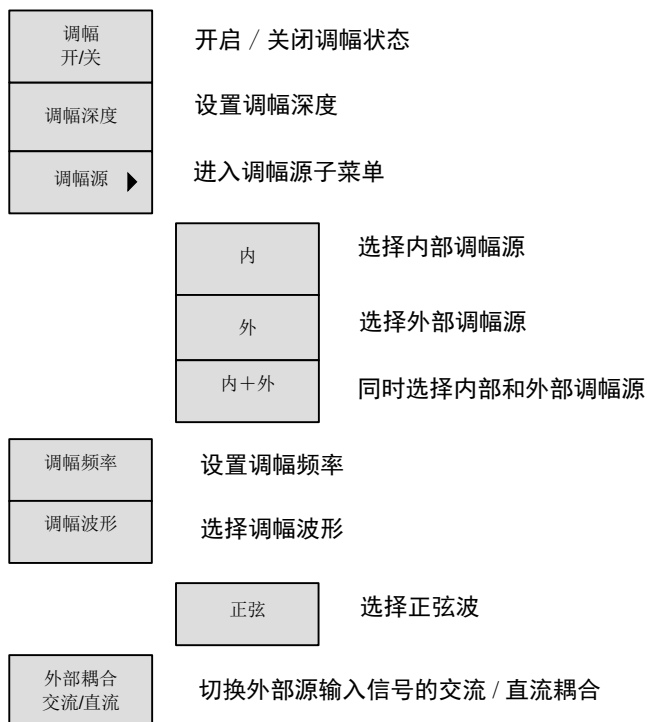 调幅
开/关
开启 / 关闭调幅状态
调幅深度
设置调幅深度
调幅源
进入调幅源子菜单
内
选择内部调幅源
外
选择外部调幅源
内＋外
同时选择内部和外部调幅源
调幅频率
设置调幅频率
调幅波形
选择调幅波形
正弦
选择正弦波
外部耦合
交流/直流
切换外部源输入信号的交流 / 直流耦合